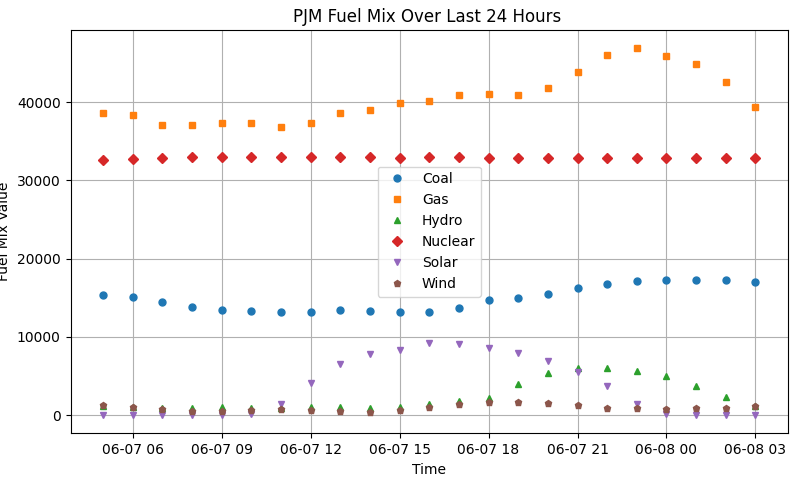 PJM Fuel Mix Over Last 24 Hours
Fuel Mix Value
40000
30000
20000
10000
0
Coal
Gas
Hydro
Nuclear
Solar
Wind
06-07 06
06-07 09
06-07 12
06-07 15
06-07 18
06-07 21
06-08 00
06-08 03
Time